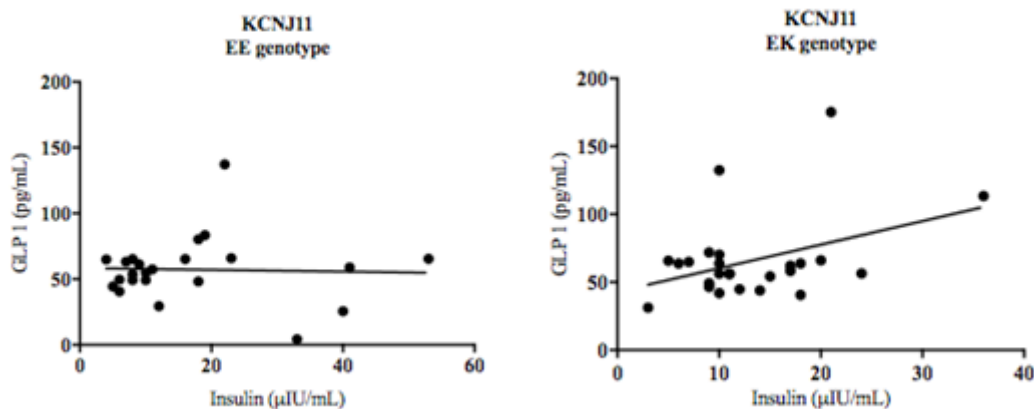 KCNJ11
EE genotype
200
150
100
50
0
GLP 1 (pg/mL)
0 20 40 60
Insulin (μIU/mL)
KCNJ11
EK genotype
200
150
100
50
0
GLP 1 (pg/mL)
0 10 20 30 40
Insulin (μIU/mL)